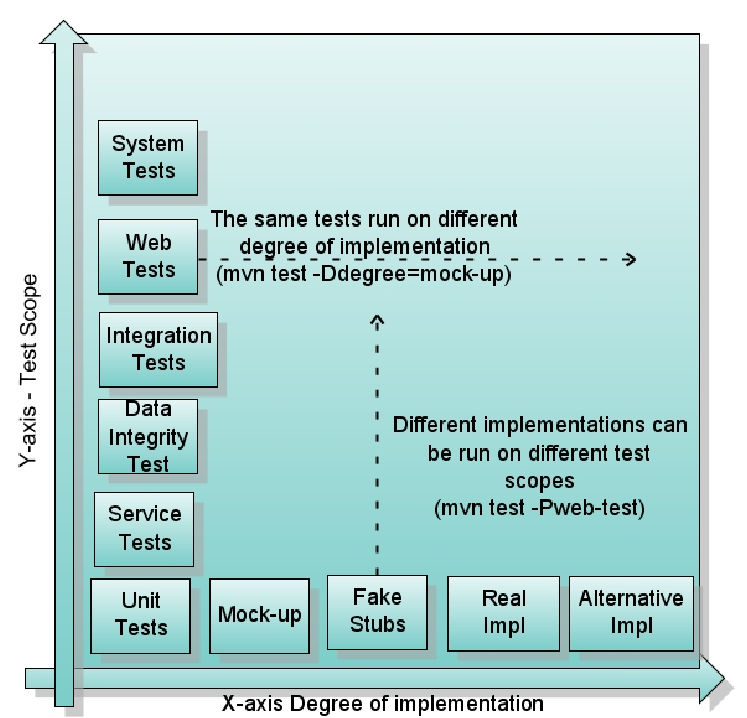 System
Tests
The same tests run on different
degree of implementation
(mvn test -Ddegree=mock-up)
Web
Tests
Integration
Tests
Data
Integrity
Test
Different implementations can
be run on different test
scopes
(mvn test -Pweb-test)
Service
Tests
Unit
Tests
Mock-up
Fake
Stubs
Real
Impl
Alternative
Impl
Y-axis - Test Scope
X-axis Degree of implementation